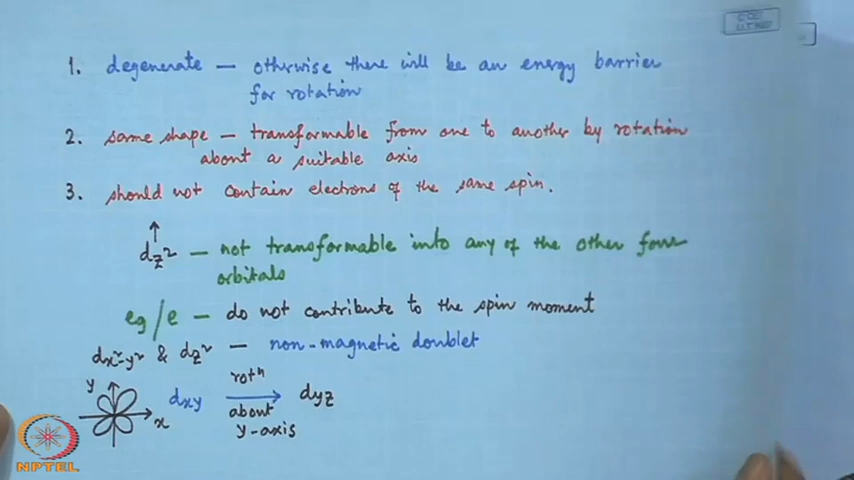 1. degenerate — otherwise there will be an energy barrier
for rotation
2. same shape — transformable from one to another by rotation
about a suitable axis
3. should not contain electrons of the same spin.
dz² — not transformable into any of the other four
orbitals
eg/e — do not contribute to the spin moment
dx²-y² & dz² — non-magnetic doublet
y
x
dxy rotⁿ dyz
about
y-axis
NPTEL